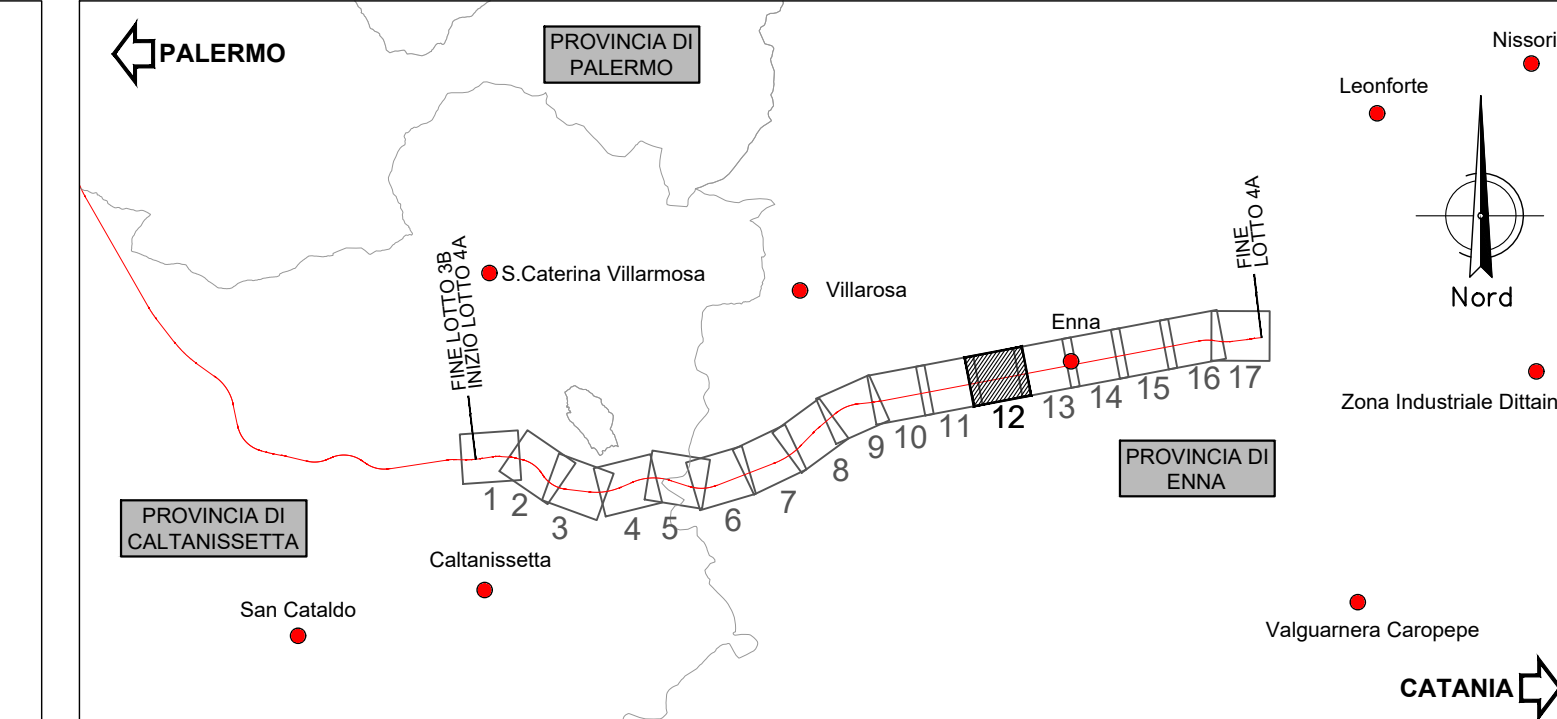 PALERMO
PROVINCIA DI
PALERMO
Nissori
Leonforte
Nord
FINE LOTTO 3B
INIZIO LOTTO 4A
S.Caterina Villarmosa
Villarosa
Enna
FINE
LOTTO 4A
Zona Industriale Dittain
1
2
3
4
5
6
7
8
9
10
11
12
13
14
15
16
17
PROVINCIA DI
ENNA
PROVINCIA DI
CALTANISSETTA
Caltanissetta
San Cataldo
Valguarnera Caropepe
CATANIA